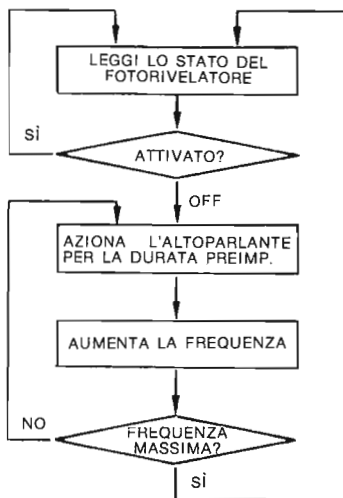 LEGGI LO STATO DEL
FOTORIVELATORE
sì
ATTIVATO?
OFF
AZIONA L'ALTOPARLANTE
PER LA DURATA PREIMP.
AUMENTA LA FREQUENZA
NO
FREQUENZA
MASSIMA?
sì